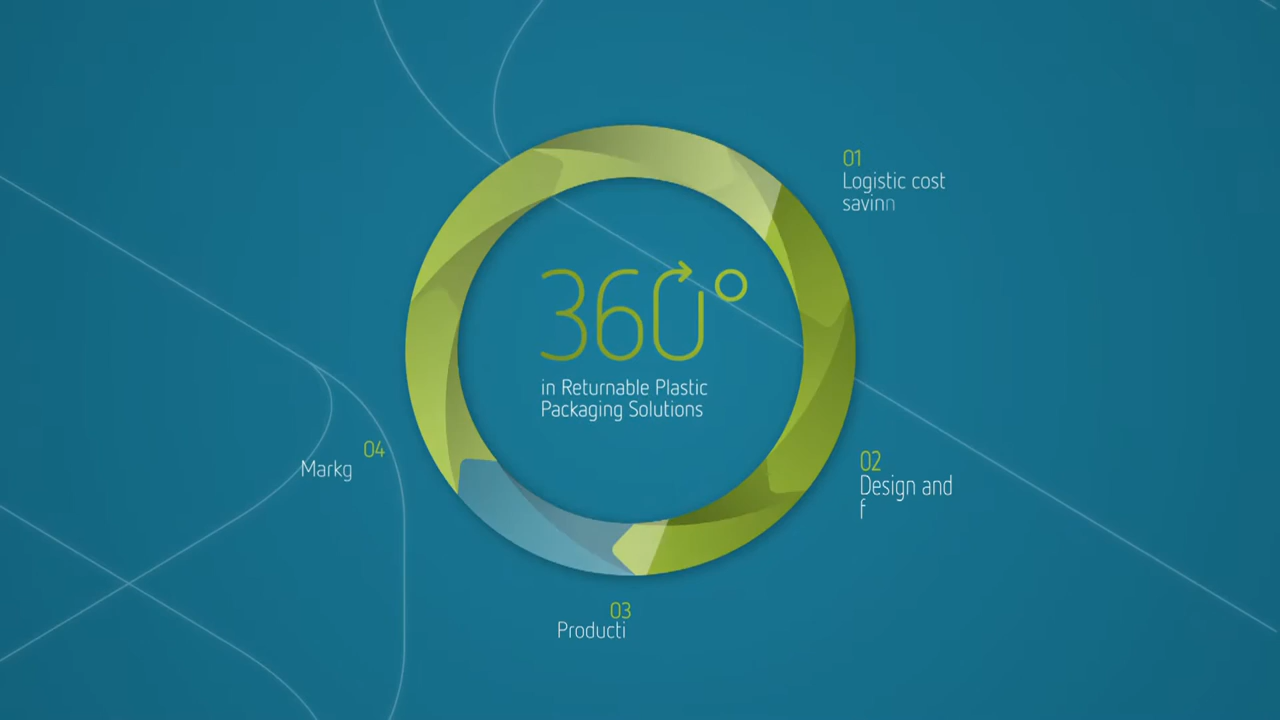 01
Logistic cost
savinn
360°
in Returnable Plastic
Packaging Solutions
04
Markg
02
Design and
f
03
Producti